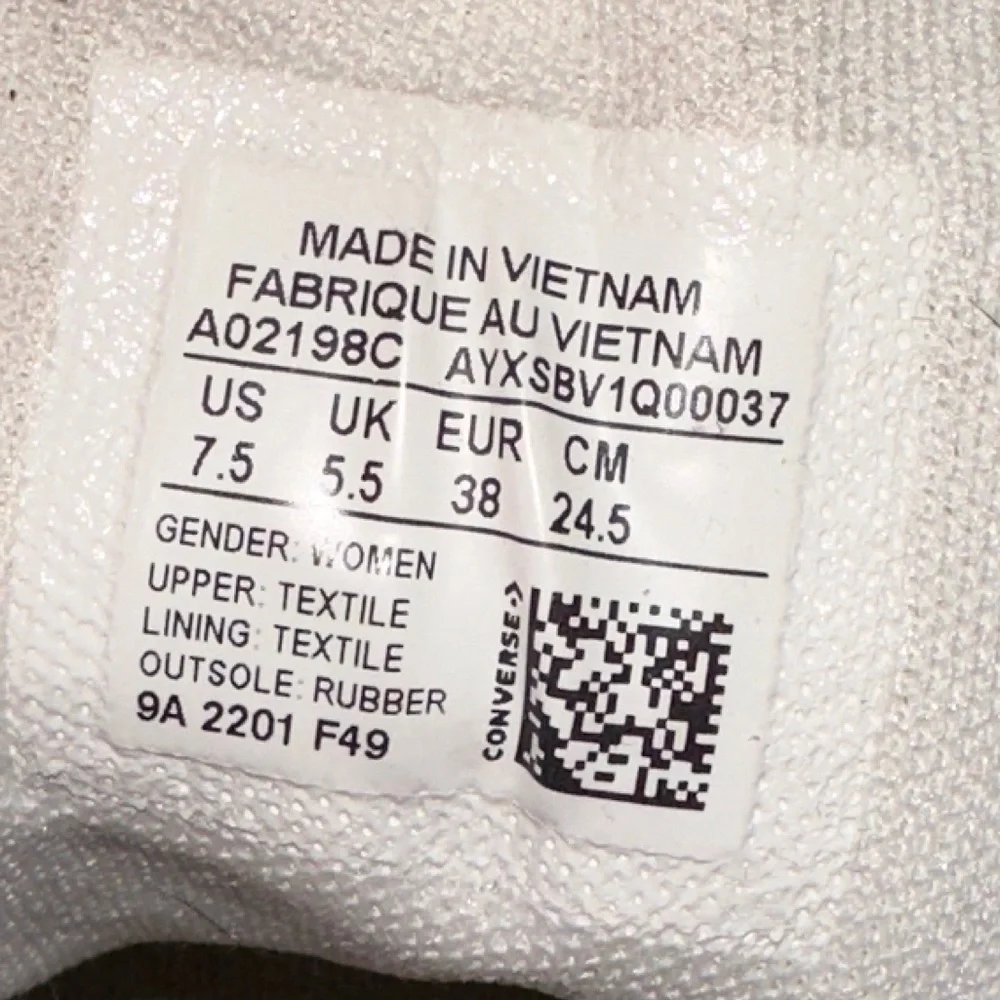 MADE IN VIETNAM
FABRIQUE AU VIETNAM
A02198C AYXSBV1Q00037
US UK EUR CM
7.5 5.5 38 24.5
GENDER: WOMEN
UPPER: TEXTILE
LINING: TEXTILE
OUTSOLE: RUBBER
9A 2201 F49
CONVERSE